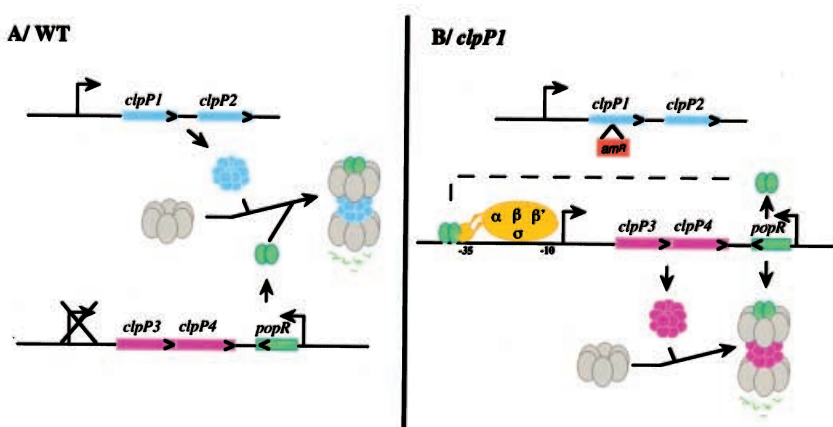 A/ WT
clpP1 clpP2
clpP3 clpP4 popR
B/ clpP1
clpP1 clpP2
amR
α β β'
σ
-35 -10
clpP3 clpP4 popR